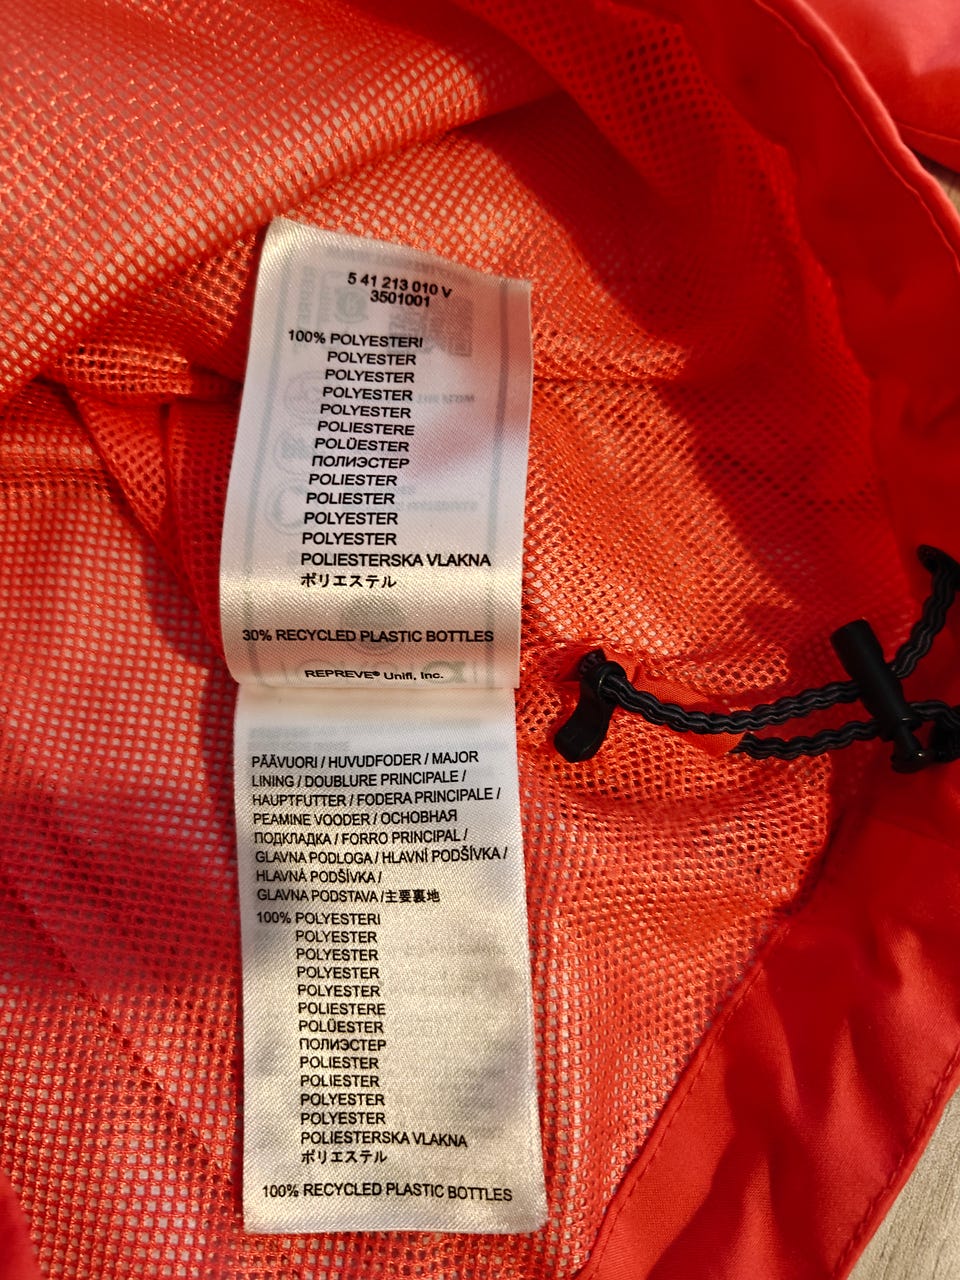 5 41 213 010 V
3501001
100% POLYESTERI
POLYESTER
POLYESTER
POLYESTER
POLYESTER
POLIESTERE
POLÜESTER
ПОЛИЭСТЕР
POLIESTER
POLIESTER
POLYESTER
POLYESTER
POLIESTERSKA VLAKNA
ポリエステル
30% RECYCLED PLASTIC BOTTLES
REPREVE® Unifi, Inc.
PÄÄVUORI / HUVUDFODER / MAJOR
LINING / DOUBLURE PRINCIPALE /
HAUPTFUTTER / FODERA PRINCIPALE /
PEAMINE VOODER / ОСНОВНАЯ
ПОДКЛАДКА / FORRO PRINCIPAL /
GLAVNA PODLOGA / HLAVNÍ PODŠÍVKA /
HLAVNÁ PODŠÍVKA /
GLAVNA PODSTAVA /主要裏地
100% POLYESTERI
POLYESTER
POLYESTER
POLYESTER
POLYESTER
POLIESTERE
POLÜESTER
ПОЛИЭСТЕР
POLIESTER
POLIESTER
POLYESTER
POLYESTER
POLIESTERSKA VLAKNA
ポリエステル
100% RECYCLED PLASTIC BOTTLES